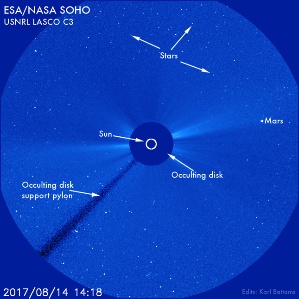 ESA/NASA SOHO
USNRL LASCO C3
Stars
Mars
Sun
Occulting disk
Occulting disk
support pylon
2017/08/14 14:18
Edits: Karl Battams